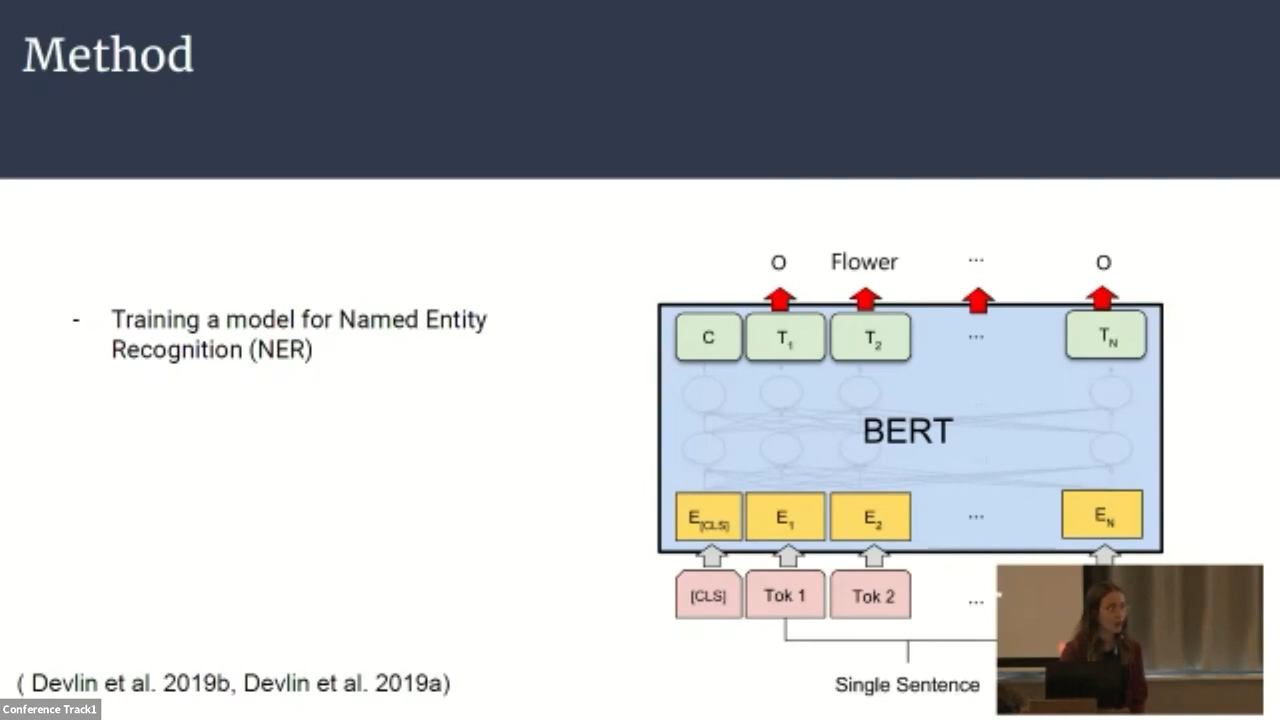 Method
O Flower ... O
- Training a model for Named Entity
Recognition (NER)
C T1 T2 ... TN
BERT
E[CLS] E1 E2 ... EN
[CLS] Tok 1 Tok 2 ...
Single Sentence
( Devlin et al. 2019b, Devlin et al. 2019a)
Conference Track1